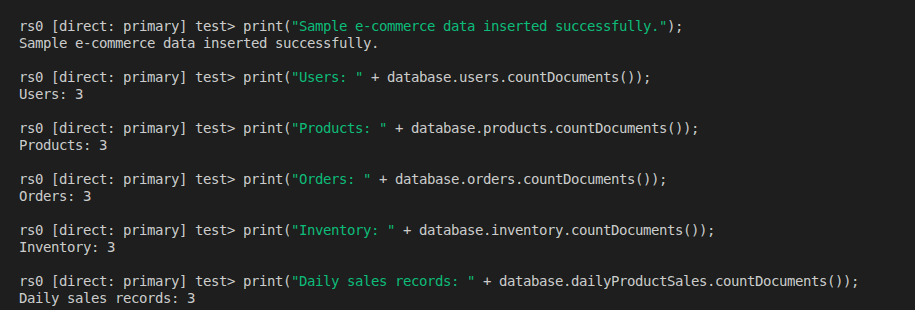 rs0 [direct: primary] test> print("Sample e-commerce data inserted successfully.");
Sample e-commerce data inserted successfully.
rs0 [direct: primary] test> print("Users: " + database.users.countDocuments());
Users: 3
rs0 [direct: primary] test> print("Products: " + database.products.countDocuments());
Products: 3
rs0 [direct: primary] test> print("Orders: " + database.orders.countDocuments());
Orders: 3
rs0 [direct: primary] test> print("Inventory: " + database.inventory.countDocuments());
Inventory: 3
rs0 [direct: primary] test> print("Daily sales records: " + database.dailyProductSales.countDocuments());
Daily sales records: 3